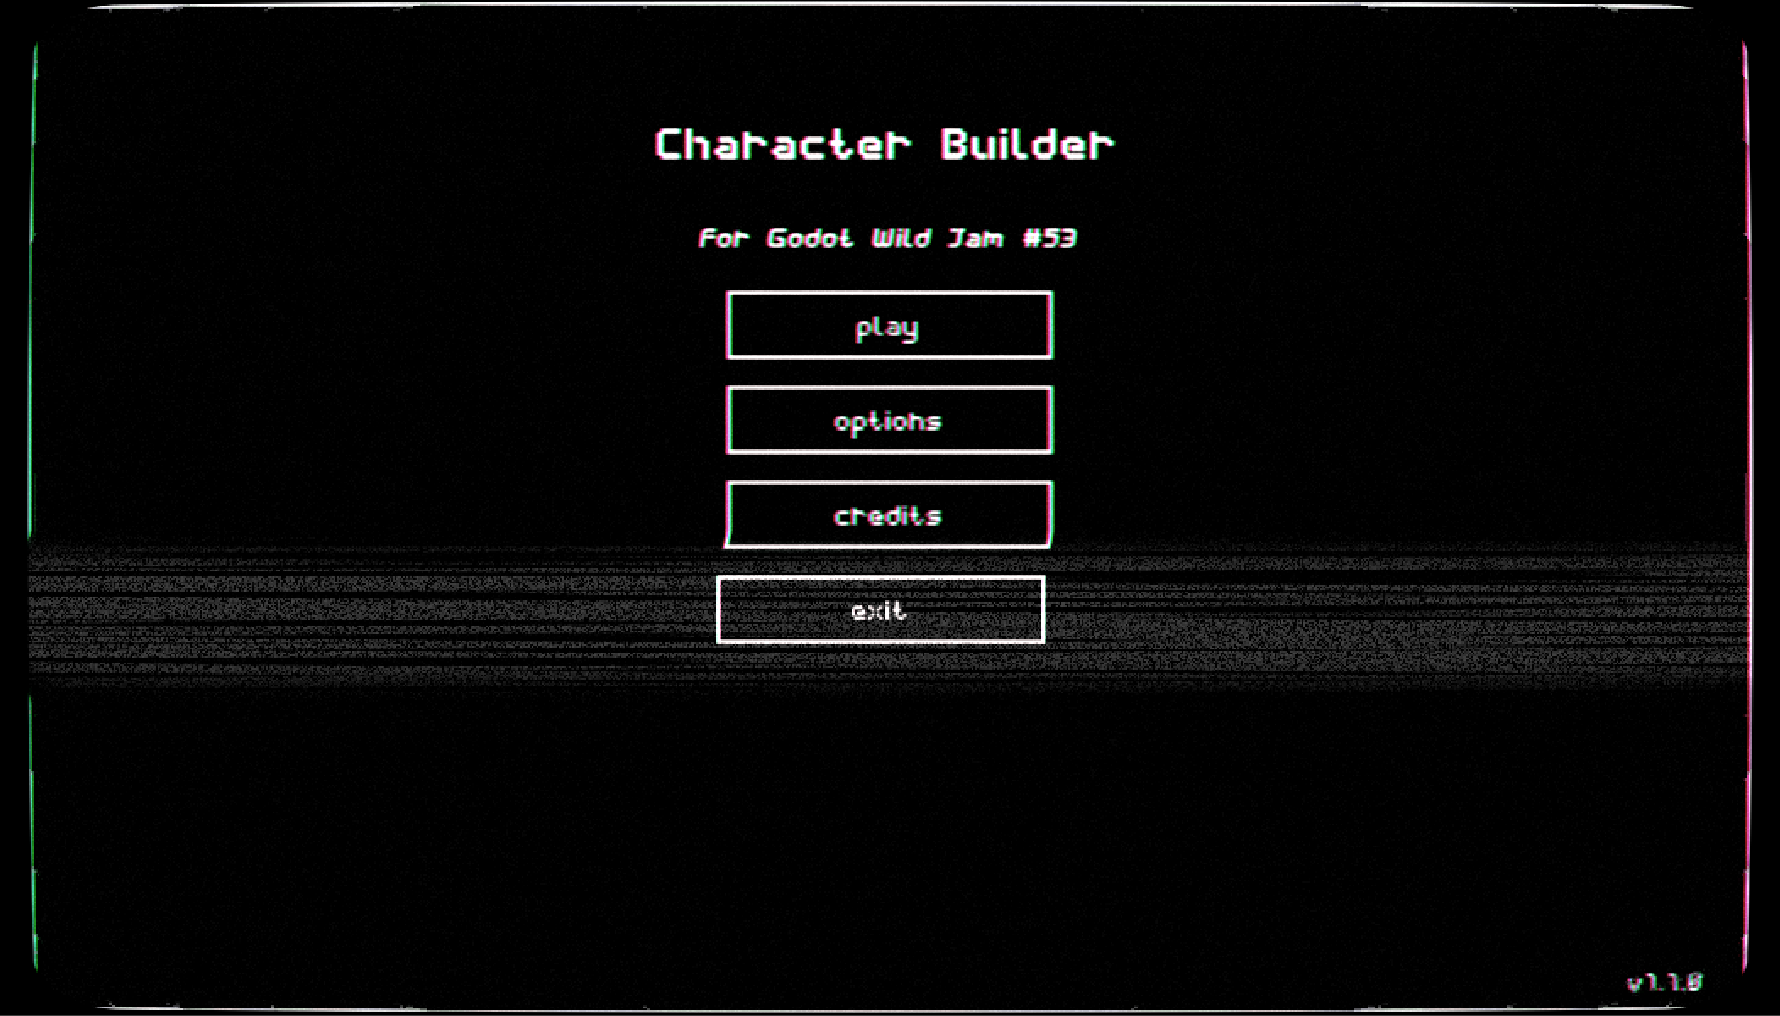 Character Builder
For Godot Wild Jam #53
play
options
credits
exit
v1.1.0